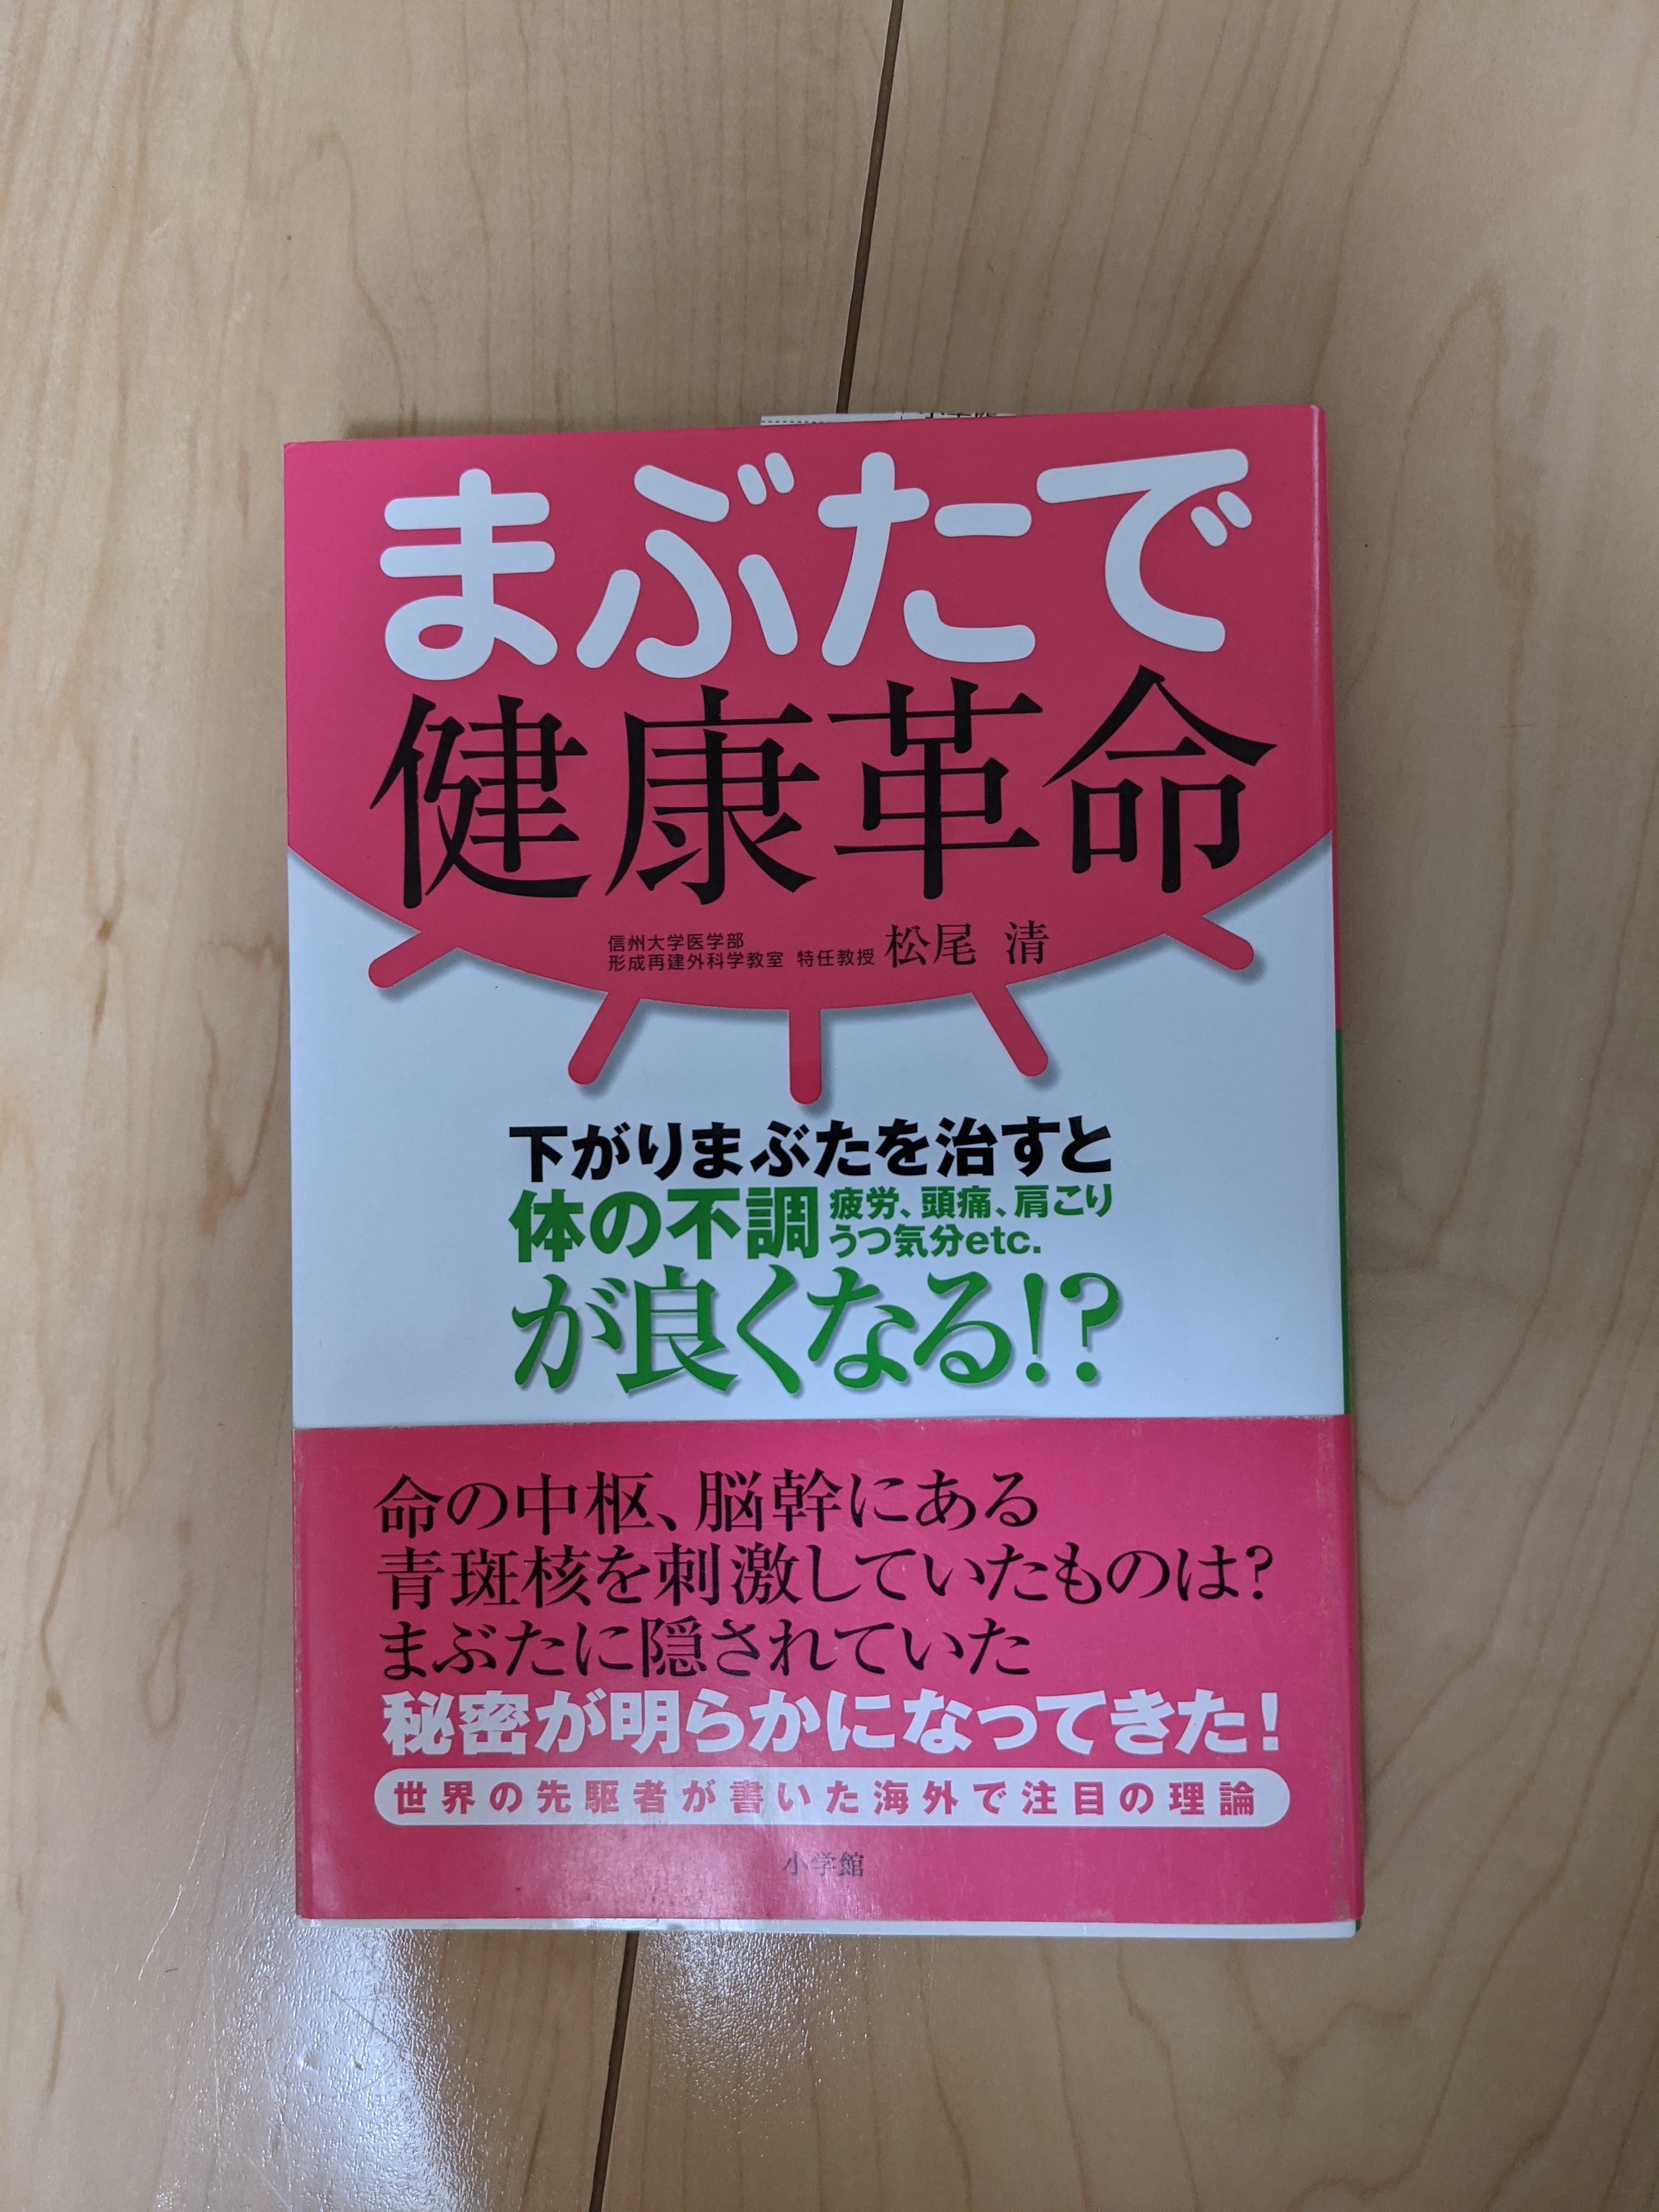 まぶたで
健康革命
信州大学医学部
形成再建外科学教室 特任教授 松尾 清
下がりまぶたを治すと
体の不調 疲労、頭痛、肩こり
うつ気分etc.
が良くなる!?
命の中枢、脳幹にある
青斑核を刺激していたものは?
まぶたに隠されていた
秘密が明らかになってきた!
世界の先駆者が書いた海外で注目の理論
小学館